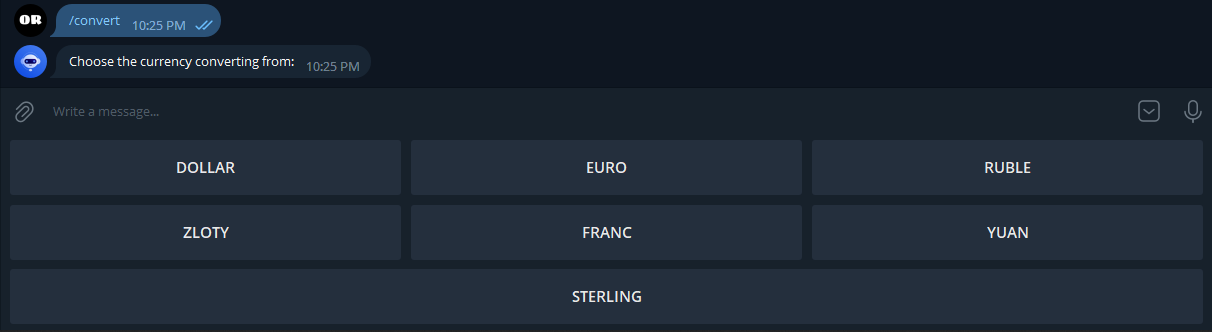 OR
/convert 10:25 PM
Choose the currency converting from: 10:25 PM
Write a message...
DOLLAR EURO RUBLE
ZLOTY FRANC YUAN
STERLING